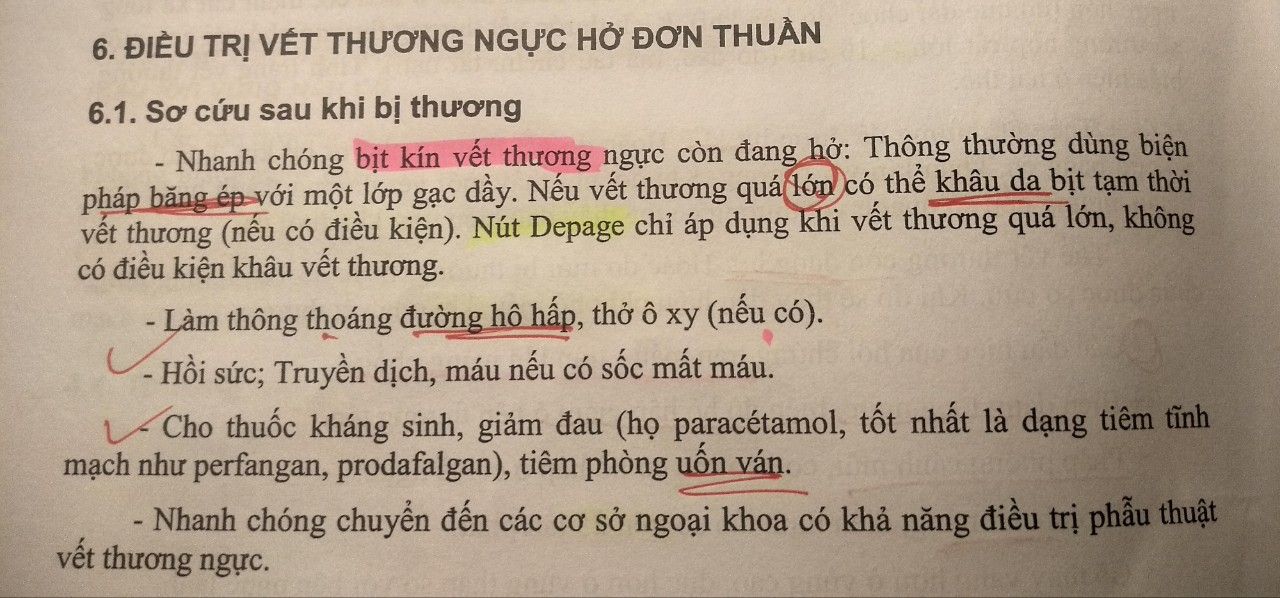 6. ĐIỀU TRỊ VẾT THƯƠNG NGỰC HỞ ĐƠN THUẦN
6.1. Sơ cứu sau khi bị thương
- Nhanh chóng bịt kín vết thương ngực còn đang hở: Thông thường dùng biện
pháp băng ép với một lớp gạc dầy. Nếu vết thương quá lớn có thể khâu da bịt tạm thời
vết thương (nếu có điều kiện). Nút Depage chỉ áp dụng khi vết thương quá lớn, không
có điều kiện khâu vết thương.
- Làm thông thoáng đường hô hấp, thở ô xy (nếu có).
- Hồi sức; Truyền dịch, máu nếu có sốc mất máu.
- Cho thuốc kháng sinh, giảm đau (họ paracétamol, tốt nhất là dạng tiêm tĩnh
mạch như perfangan, prodafalgan), tiêm phòng uốn ván.
- Nhanh chóng chuyển đến các cơ sở ngoại khoa có khả năng điều trị phẫu thuật
vết thương ngực.